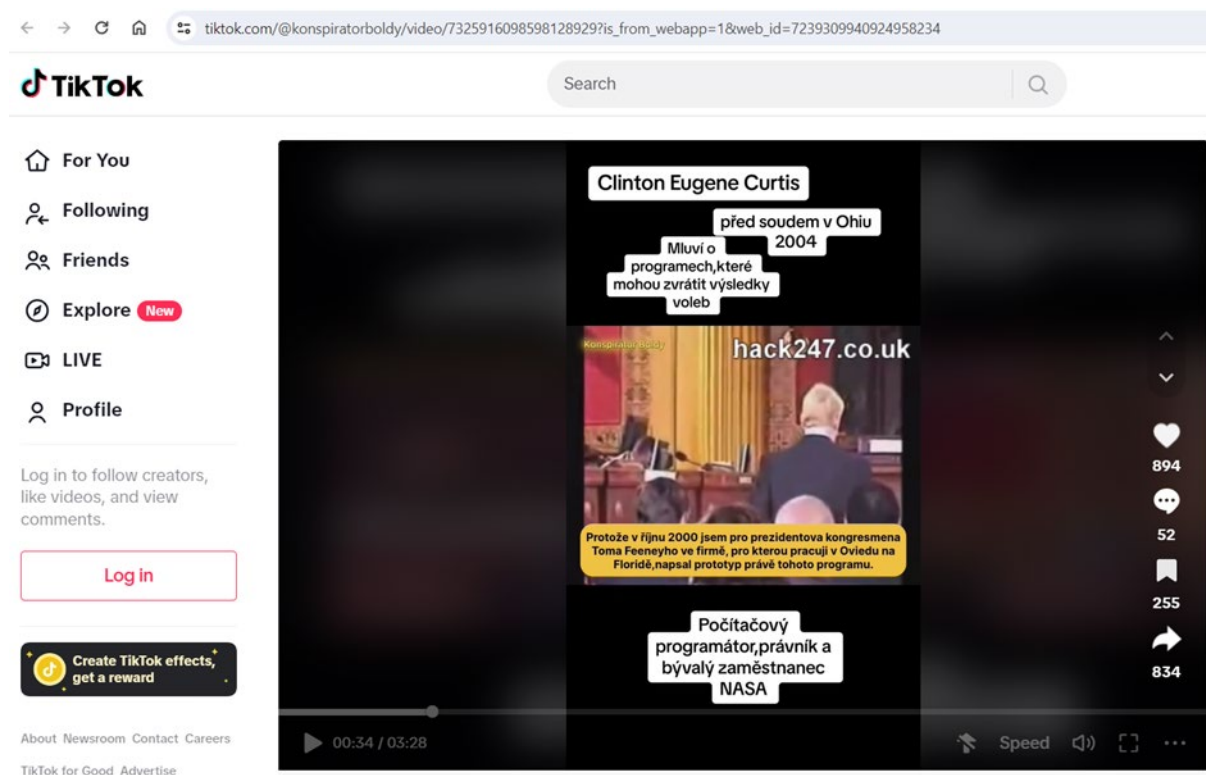 tiktok.com/@konspiratorboldy/video/7325916098598128929?is_from_webapp=1&web_id=7239309940924958234
TikTok
Search
For You
Following
Friends
Explore New
LIVE
Profile
Log in to follow creators,
like videos, and view
comments.
Log in
Create TikTok effects,
get a reward
About Newsroom Contact Careers
TikTok for Good Advertise
Clinton Eugene Curtis
před soudem v Ohiu
2004
Mluví o
programech,které
mohou zvrátit výsledky
voleb
Konspirátor Boldy
hack247.co.uk
Protože v říjnu 2000 jsem pro prezidentova kongresmena
Toma Feeneyho ve firmě, pro kterou pracuji v Oviedu na
Floridě,napsal prototyp právě tohoto programu.
Počítačový
programátor,právník a
bývalý zaměstnanec
NASA
894
52
255
834
00:34 / 03:28
Speed